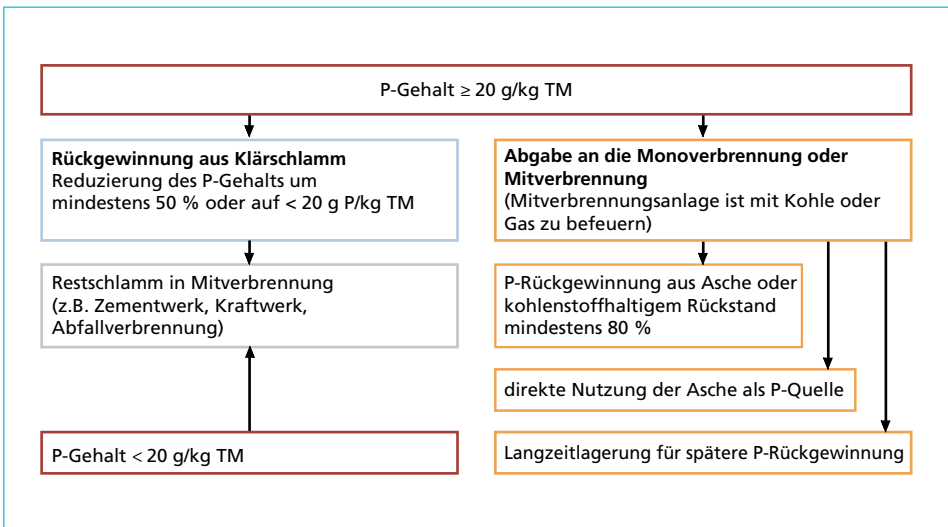 P-Gehalt ≥ 20 g/kg TM
Rückgewinnung aus Klärschlamm
Reduzierung des P-Gehalts um
mindestens 50 % oder auf < 20 g P/kg TM
Abgabe an die Monoverbrennung oder
Mitverbrennung
(Mitverbrennungsanlage ist mit Kohle oder
Gas zu befeuern)
Restschlamm in Mitverbrennung
(z.B. Zementwerk, Kraftwerk,
Abfallverbrennung)
P-Rückgewinnung aus Asche oder
kohlenstoffhaltigem Rückstand
mindestens 80 %
direkte Nutzung der Asche als P-Quelle
P-Gehalt < 20 g/kg TM
Langzeitlagerung für spätere P-Rückgewinnung